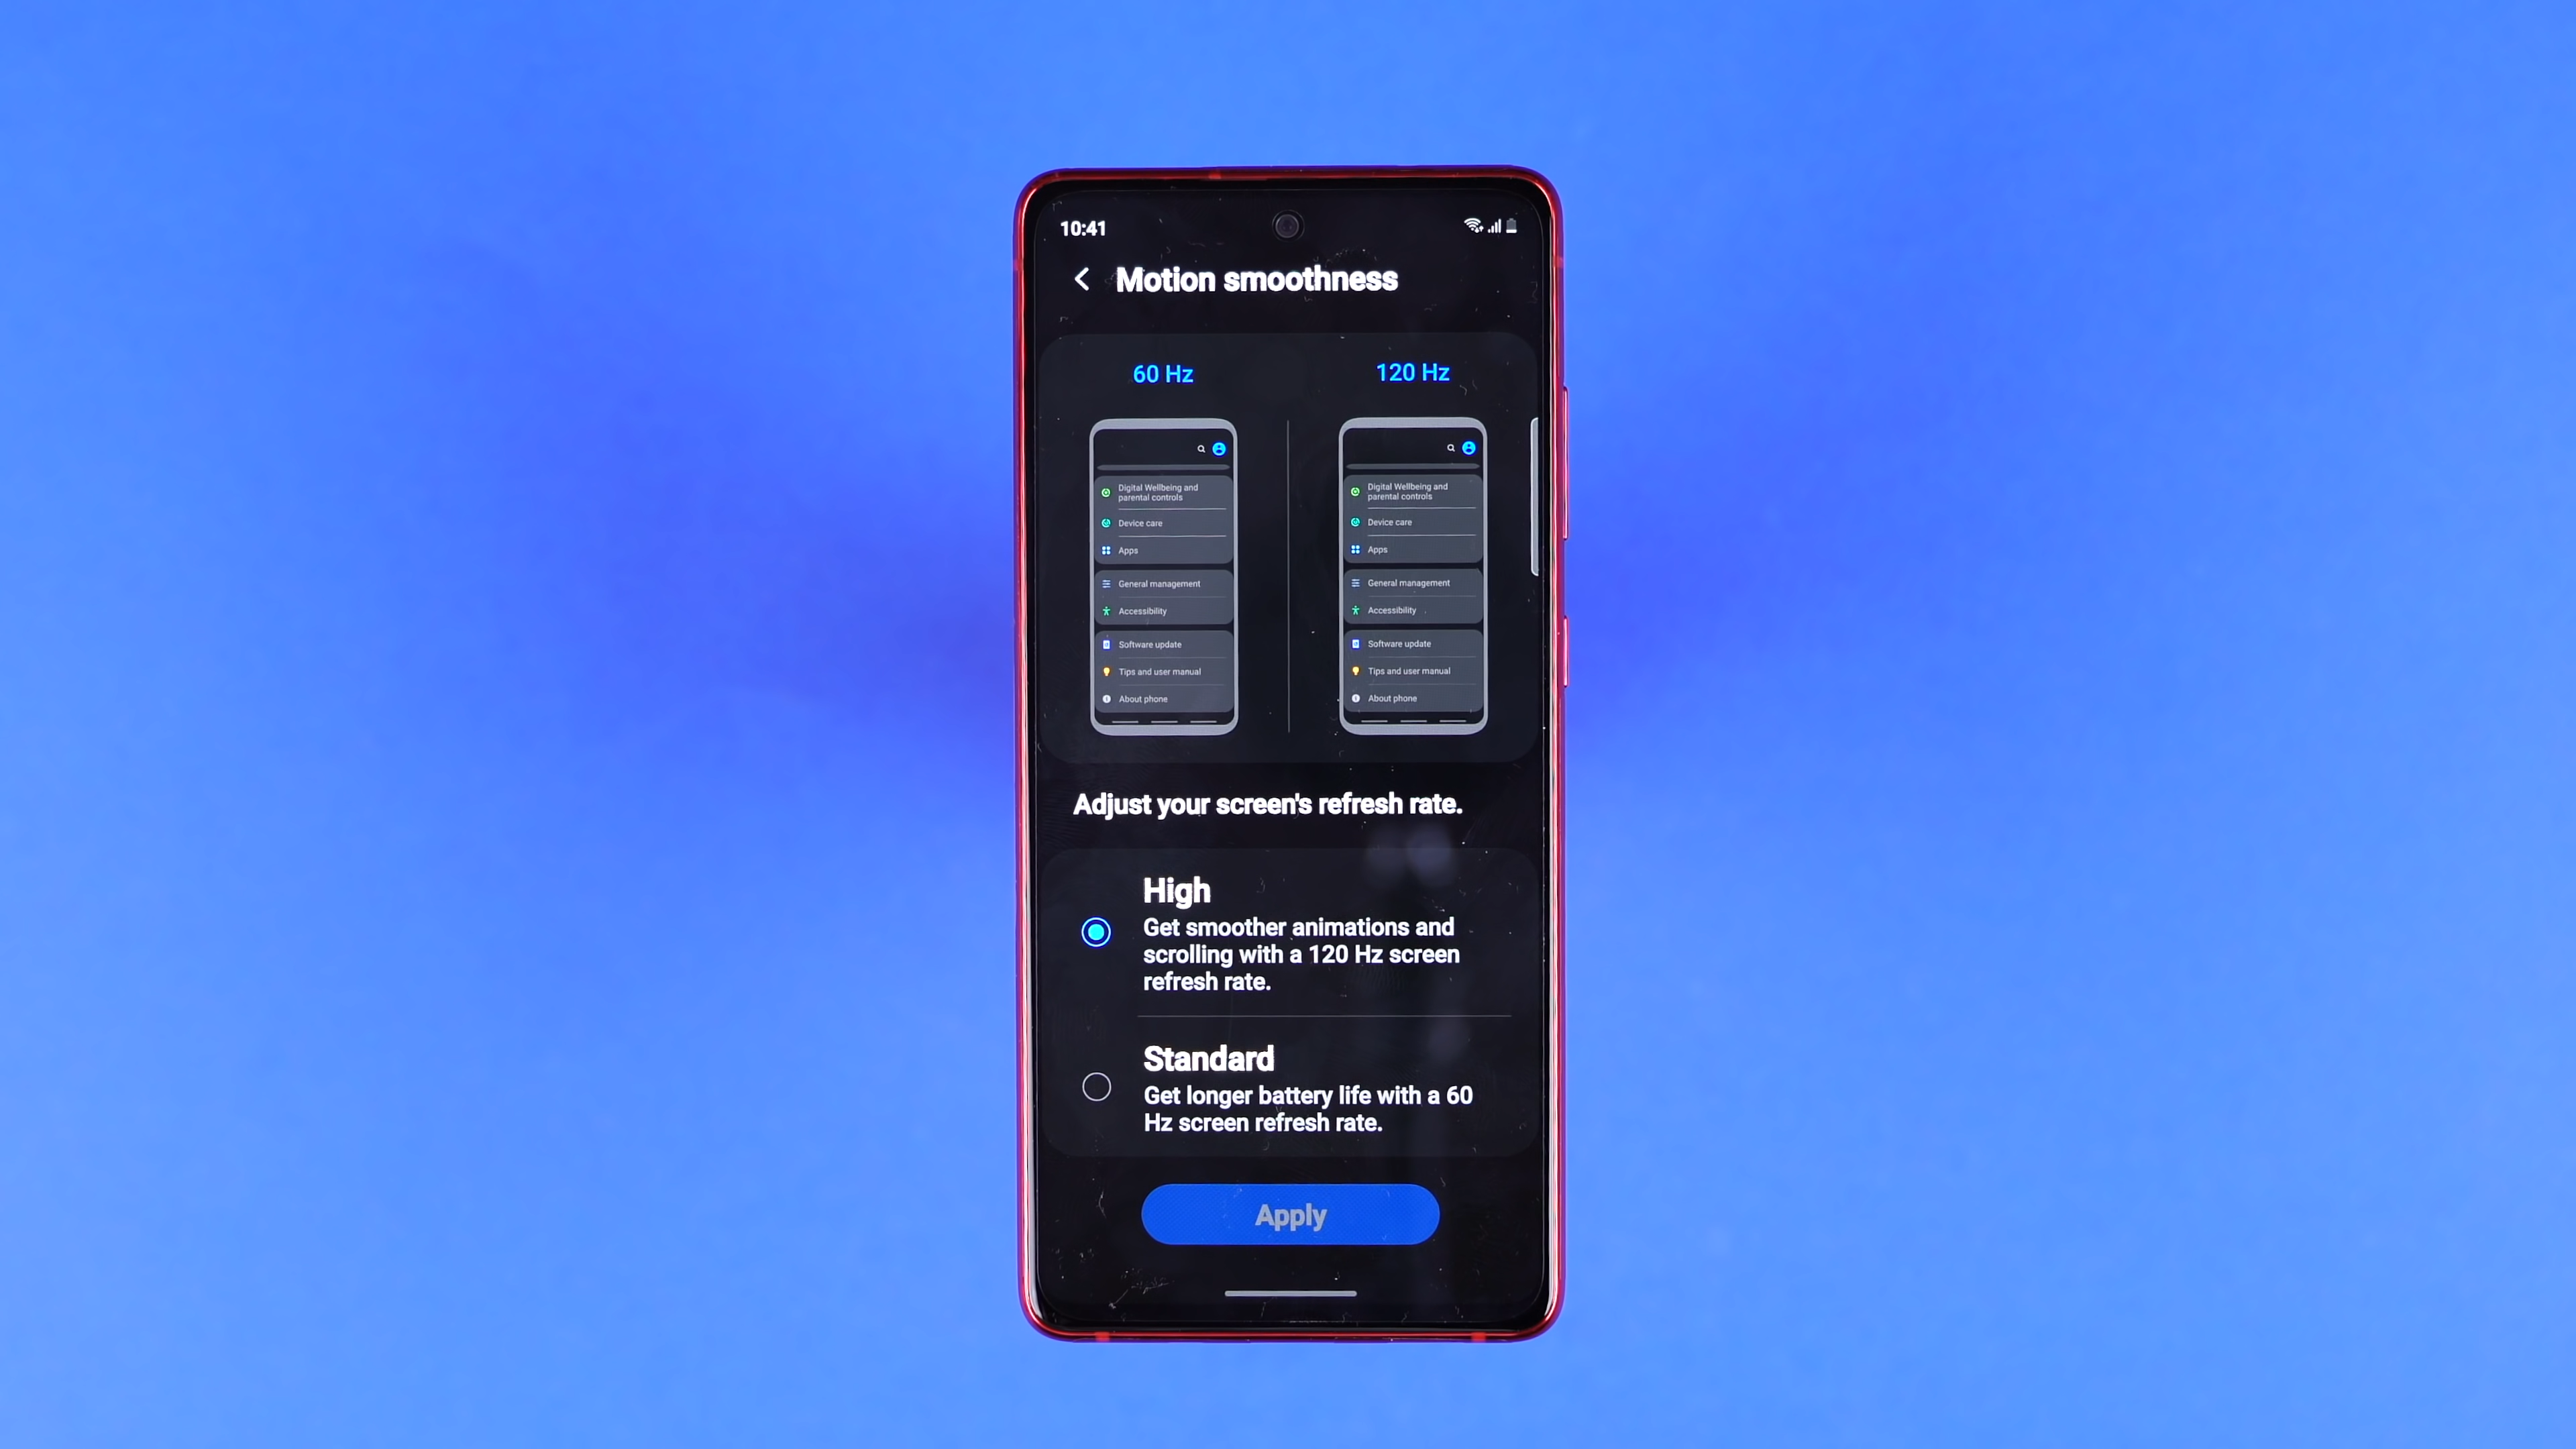 10:41
Motion smoothness
60 Hz
120 Hz
Digital Wellbeing and
parental controls
Device care
Apps
General management
Accessibility
Software update
Tips and user manual
About phone
Digital Wellbeing and
parental controls
Device care
Apps
General management
Accessibility
Software update
Tips and user manual
About phone
Adjust your screen's refresh rate.
High
Get smoother animations and
scrolling with a 120 Hz screen
refresh rate.
Standard
Get longer battery life with a 60
Hz screen refresh rate.
Apply